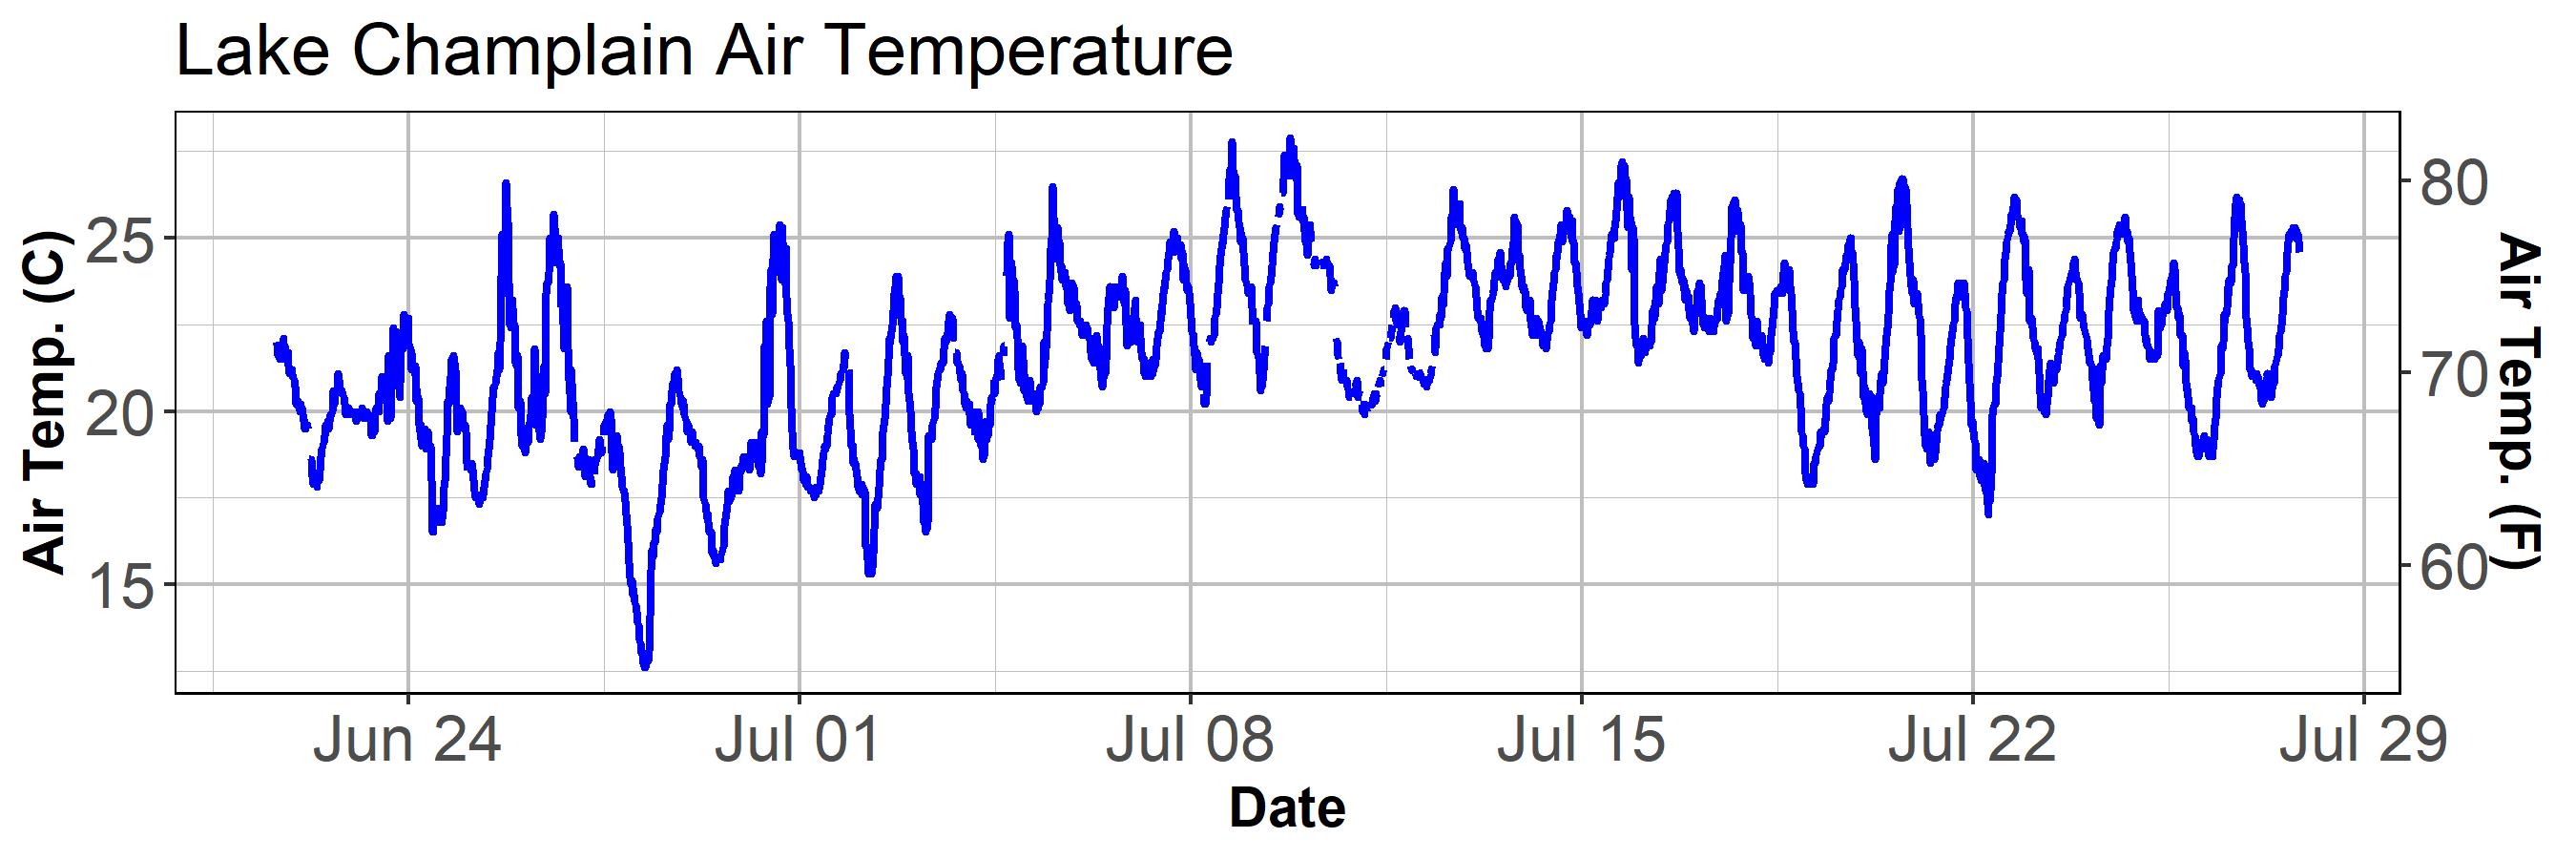 Lake Champlain Air Temperature
Air Temp. (C)
25
20
15
80
70
60
Air Temp. (F)
Jun 24 Jul 01 Jul 08 Jul 15 Jul 22 Jul 29
Date